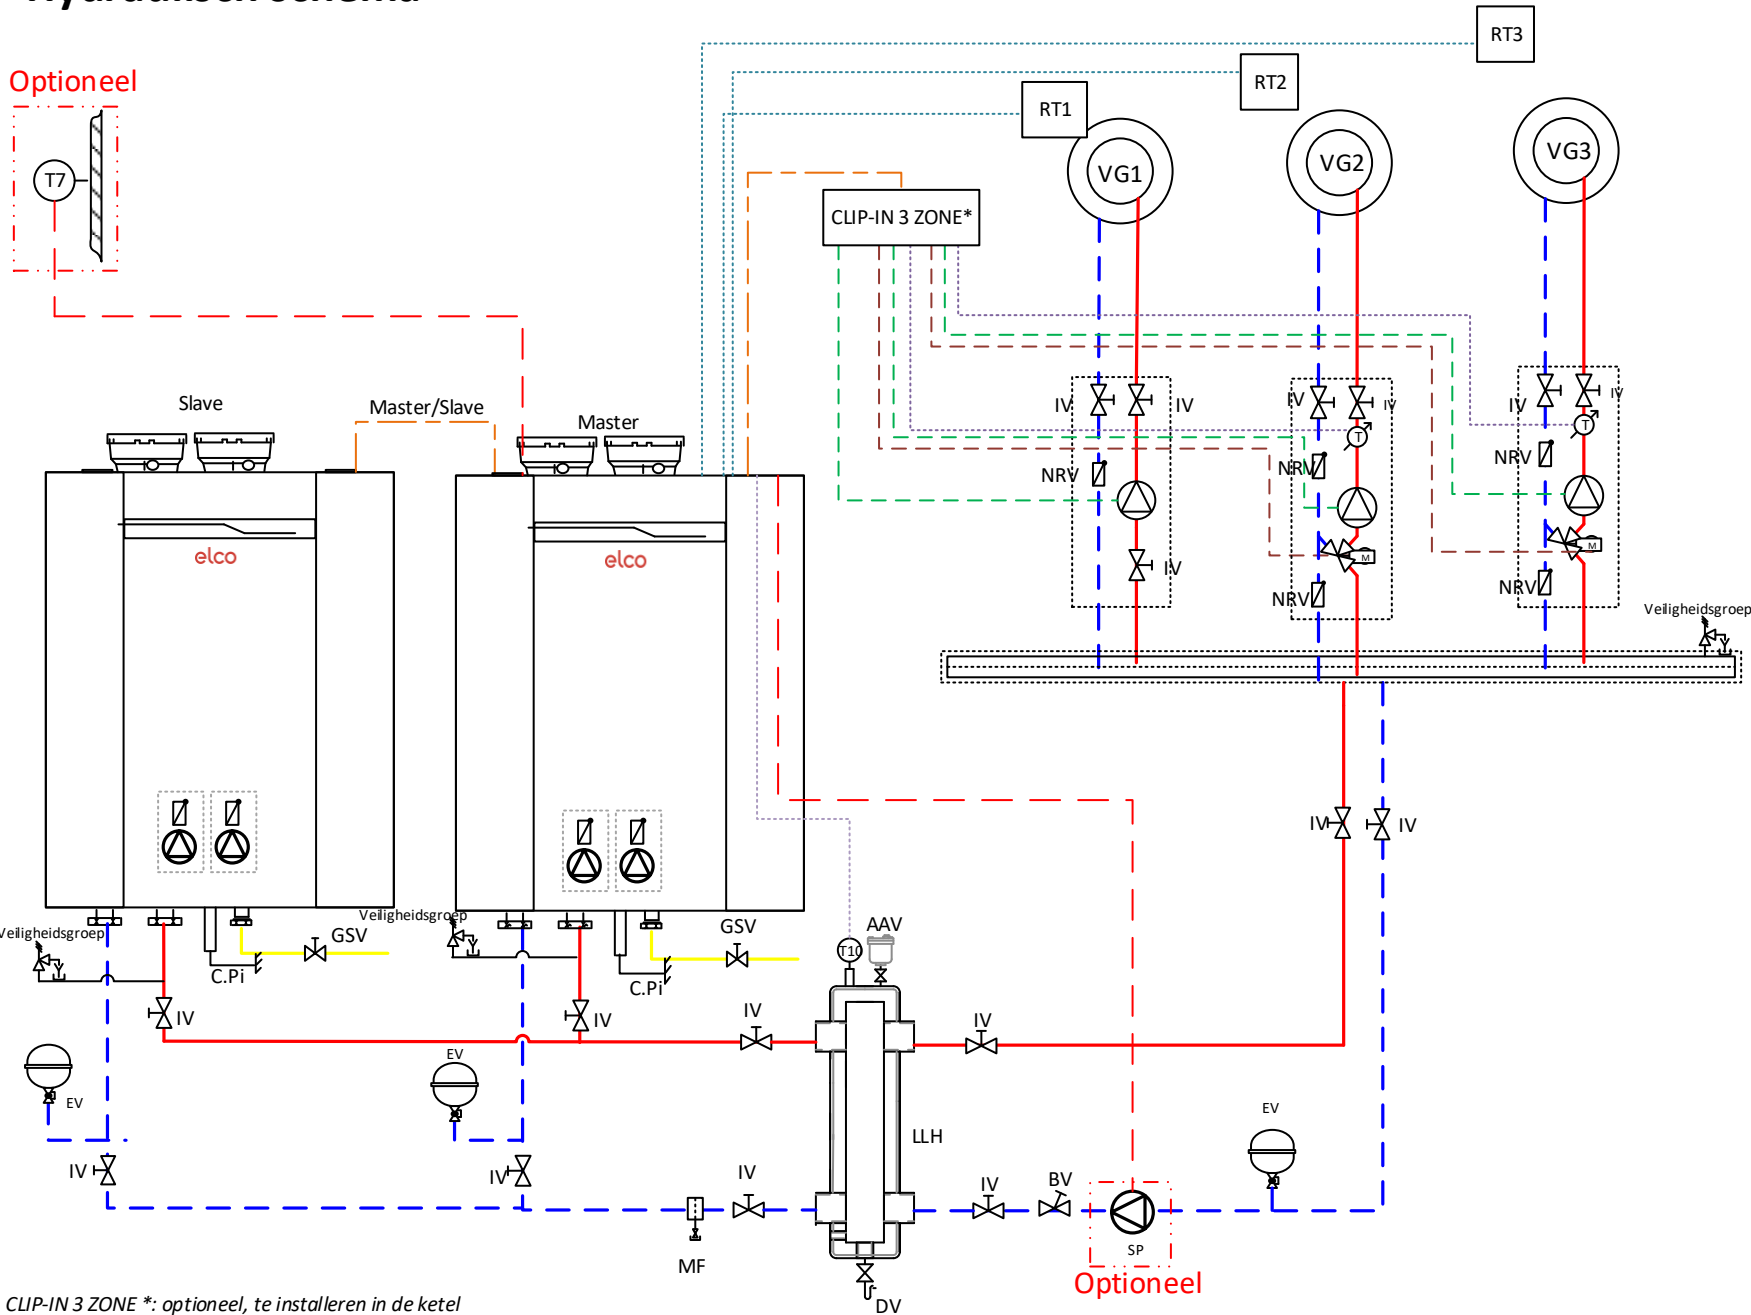 Hydraulisch schema
Optioneel
T7
RT3
RT2
RT1
VG1
VG2
VG3
CLIP-IN 3 ZONE*
Slave
Master/Slave
Master
IV
IV
IV
IV
IV
IV
T
T
NRV
NRV
NRV
IV
M
M
NRV
NRV
elco
elco
Veiligheidsgroep
IV
IV
Veiligheidsgroep
Veiligheidsgroep
GSV
GSV
C.Pi
C.Pi
AAV
T10
IV
IV
IV
IV
EV
EV
EV
LLH
IV
IV
IV
IV
BV
MF
SP
Optioneel
DV
CLIP-IN 3 ZONE *: optioneel, te installeren in de ketel